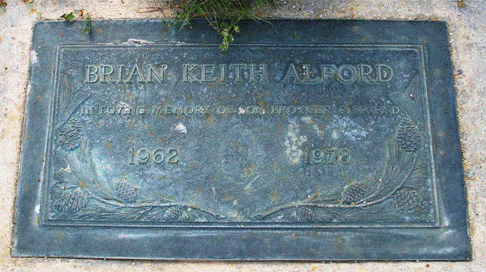 BRIAN KEITH ALFORD
IN LOVING MEMORY OF SON BROTHER & FRIEND
1962 1978